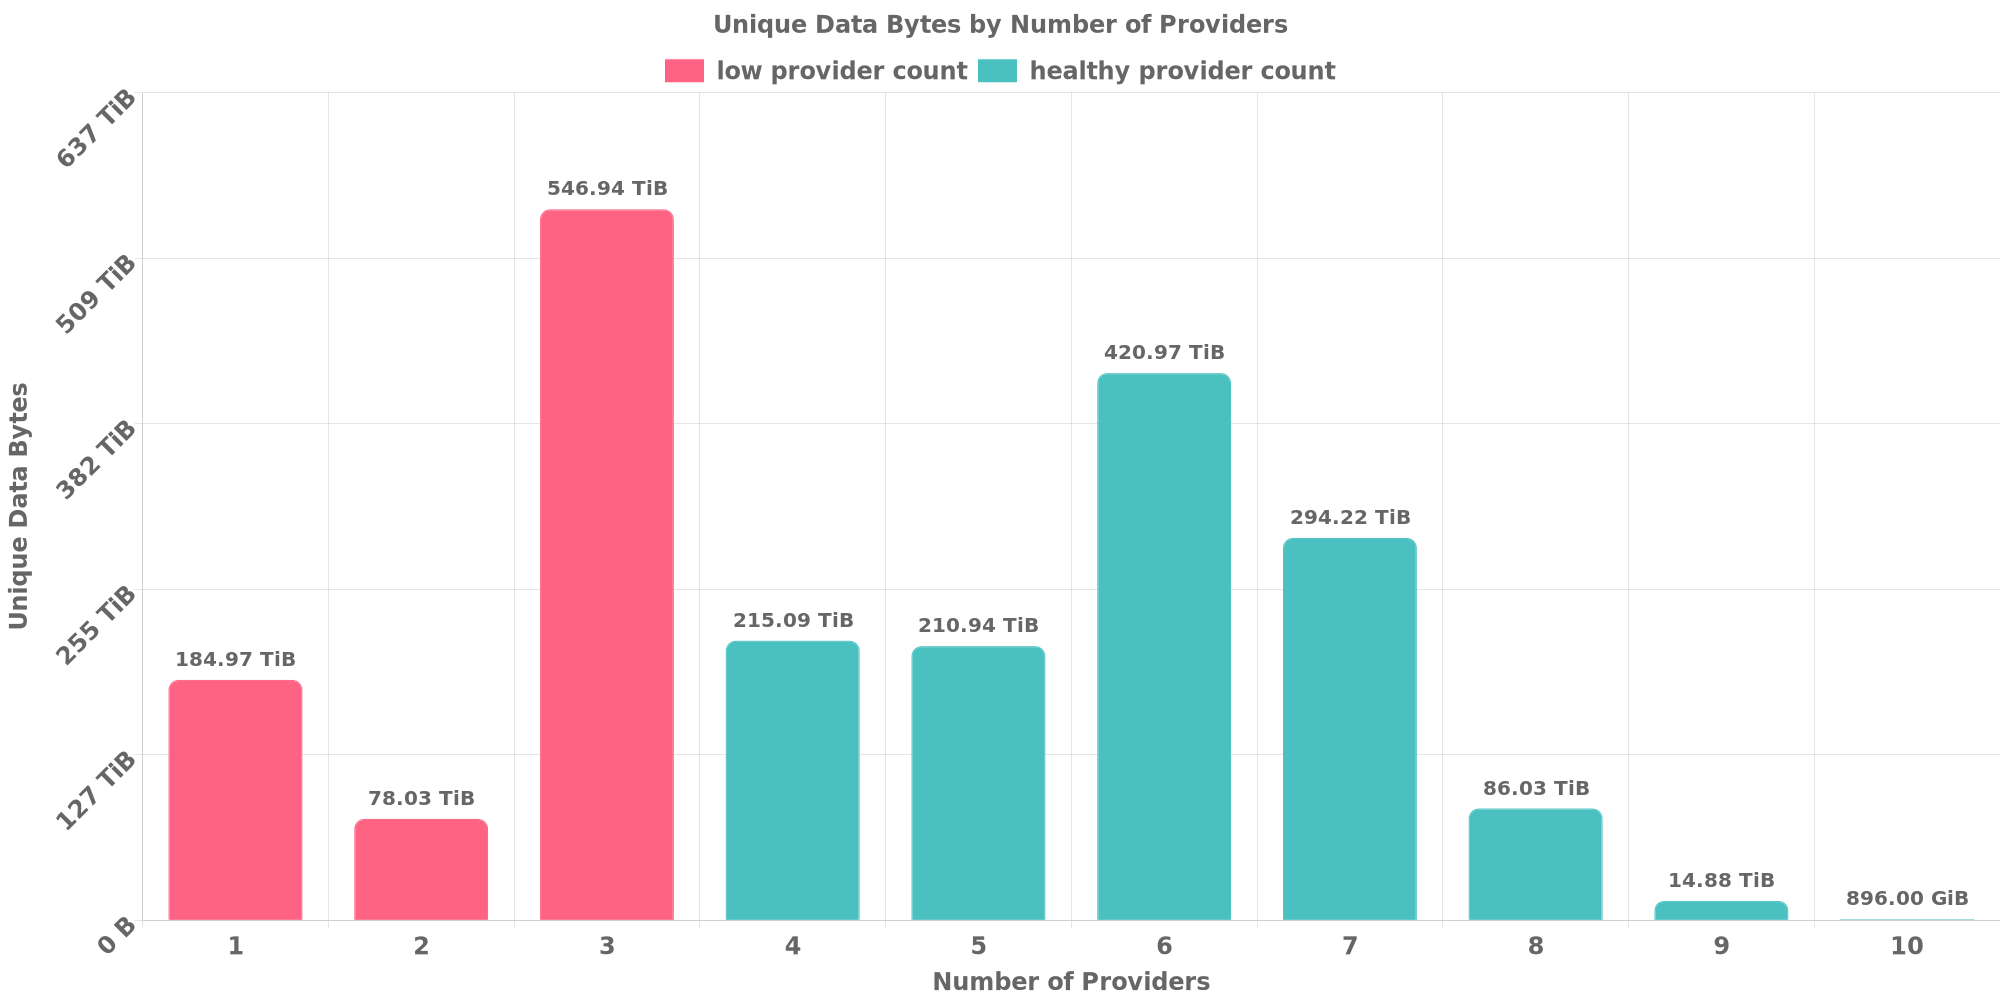 Unique Data Bytes by Number of Providers
low provider count healthy provider count
637 TiB
509 TiB
382 TiB
255 TiB
127 TiB
0 B
Unique Data Bytes
184.97 TiB
78.03 TiB
546.94 TiB
215.09 TiB
210.94 TiB
420.97 TiB
294.22 TiB
86.03 TiB
14.88 TiB
896.00 GiB
1 2 3 4 5 6 7 8 9 10
Number of Providers